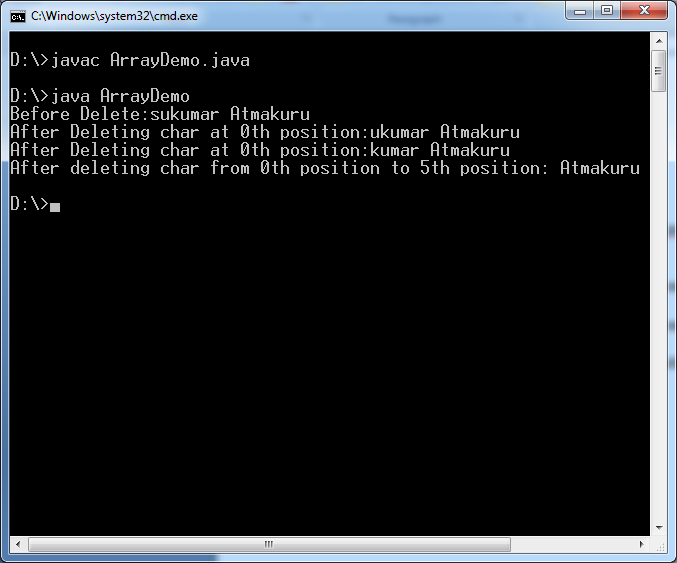 C:\Windows\system32\cmd.exe
D:\>javac ArrayDemo.java
D:\>java ArrayDemo
Before Delete:sukumar Atmakuru
After Deleting char at 0th position:ukumar Atmakuru
After Deleting char at 0th position:kumar Atmakuru
After deleting char from 0th position to 5th position: Atmakuru
D:\>